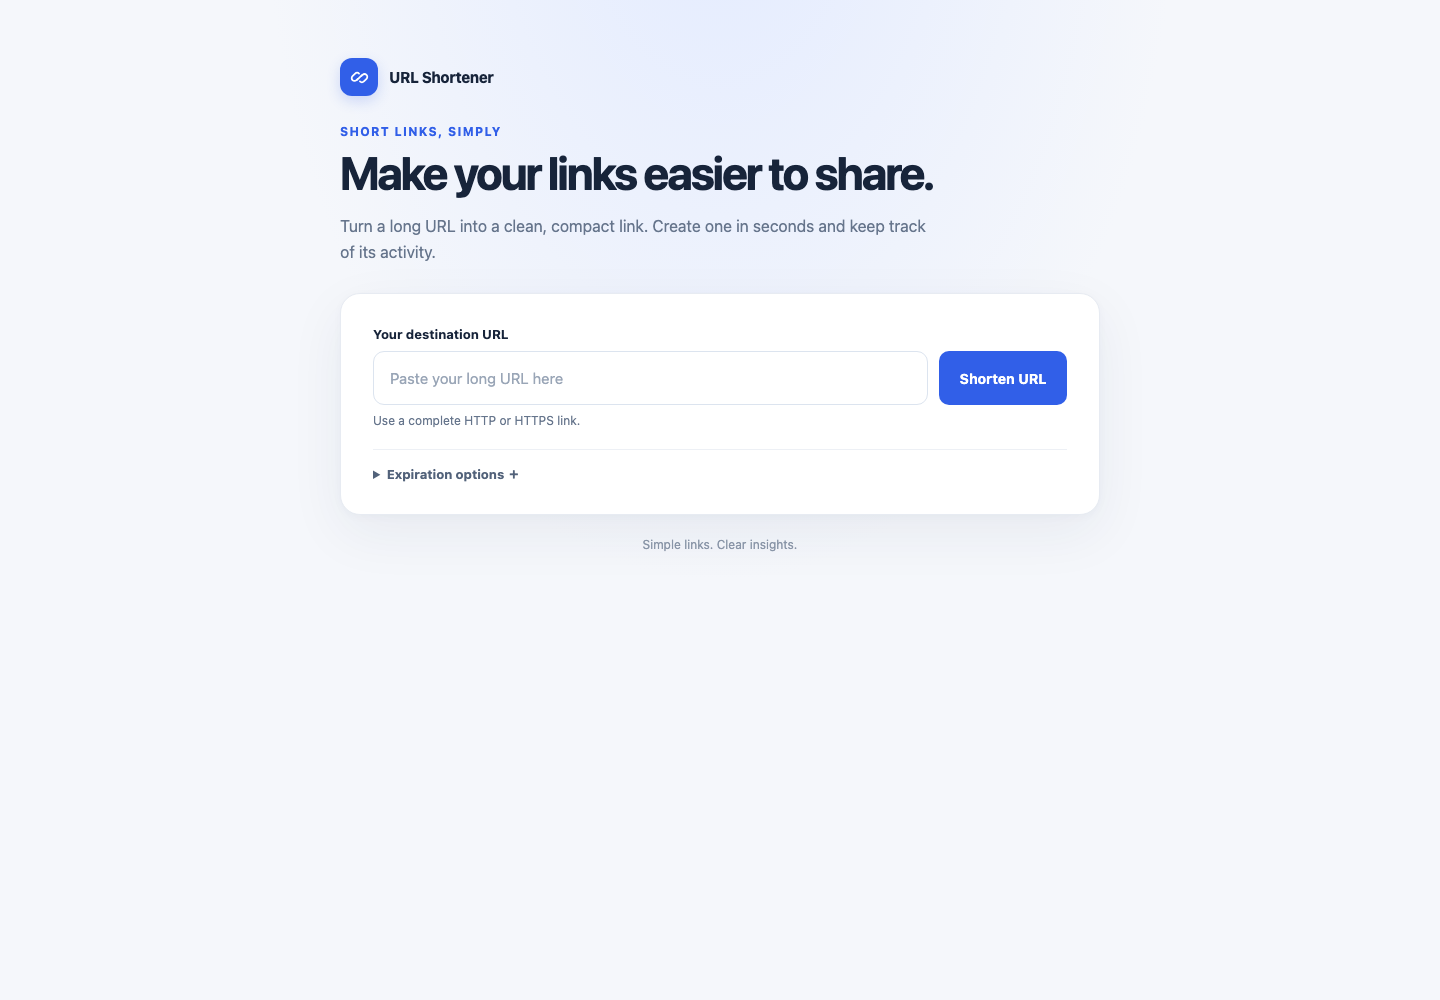 URL Shortener
SHORT LINKS, SIMPLY
Make your links easier to share.
Turn a long URL into a clean, compact link. Create one in seconds and keep track
of its activity.
Your destination URL
Paste your long URL here
Shorten URL
Use a complete HTTP or HTTPS link.
Expiration options +
Simple links. Clear insights.